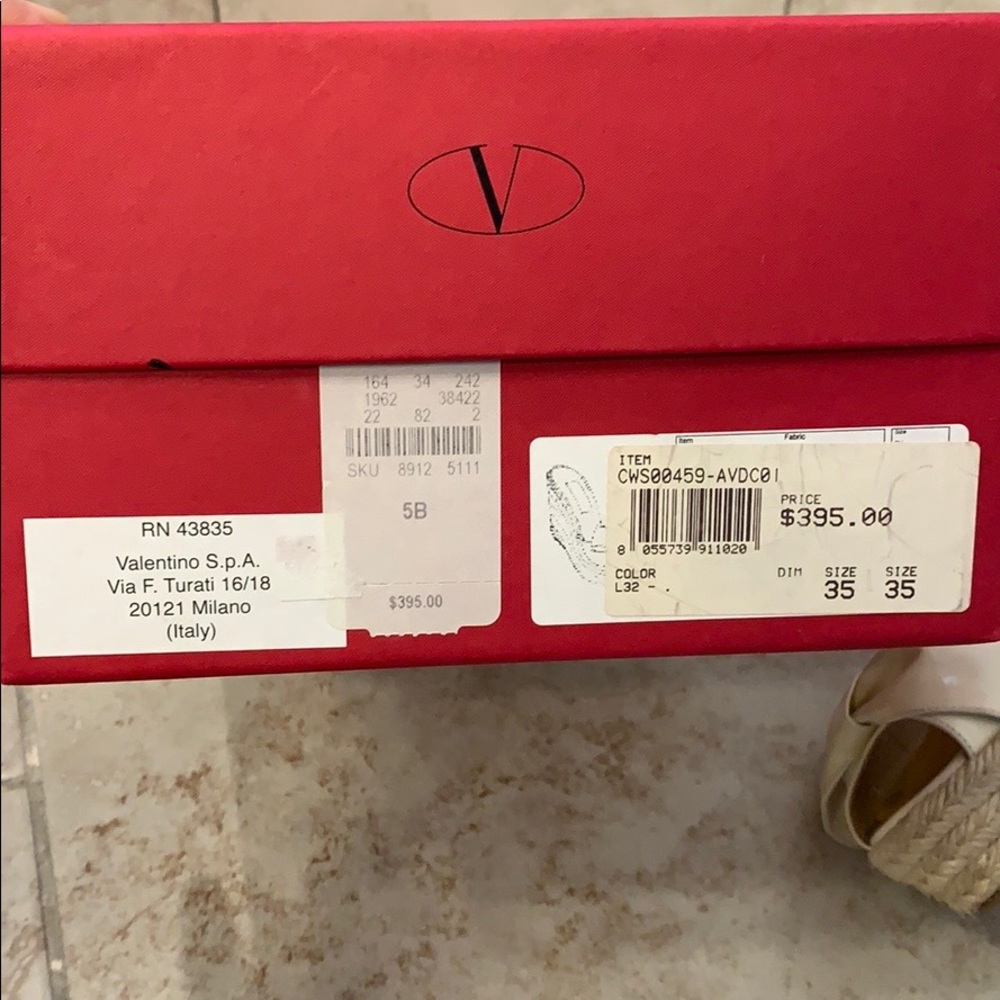 V
164 34 242
1962 38422
22 82 2
SKU 8912 5111
5B
$395.00
RN 43835
Valentino S.p.A.
Via F. Turati 16/18
20121 Milano
(Italy)
Item Fabric Size
ITEM
CWS00459-AVDC01
PRICE
$395.00
8 055739 911020
COLOR DIM SIZE SIZE
L32 - . 35 35